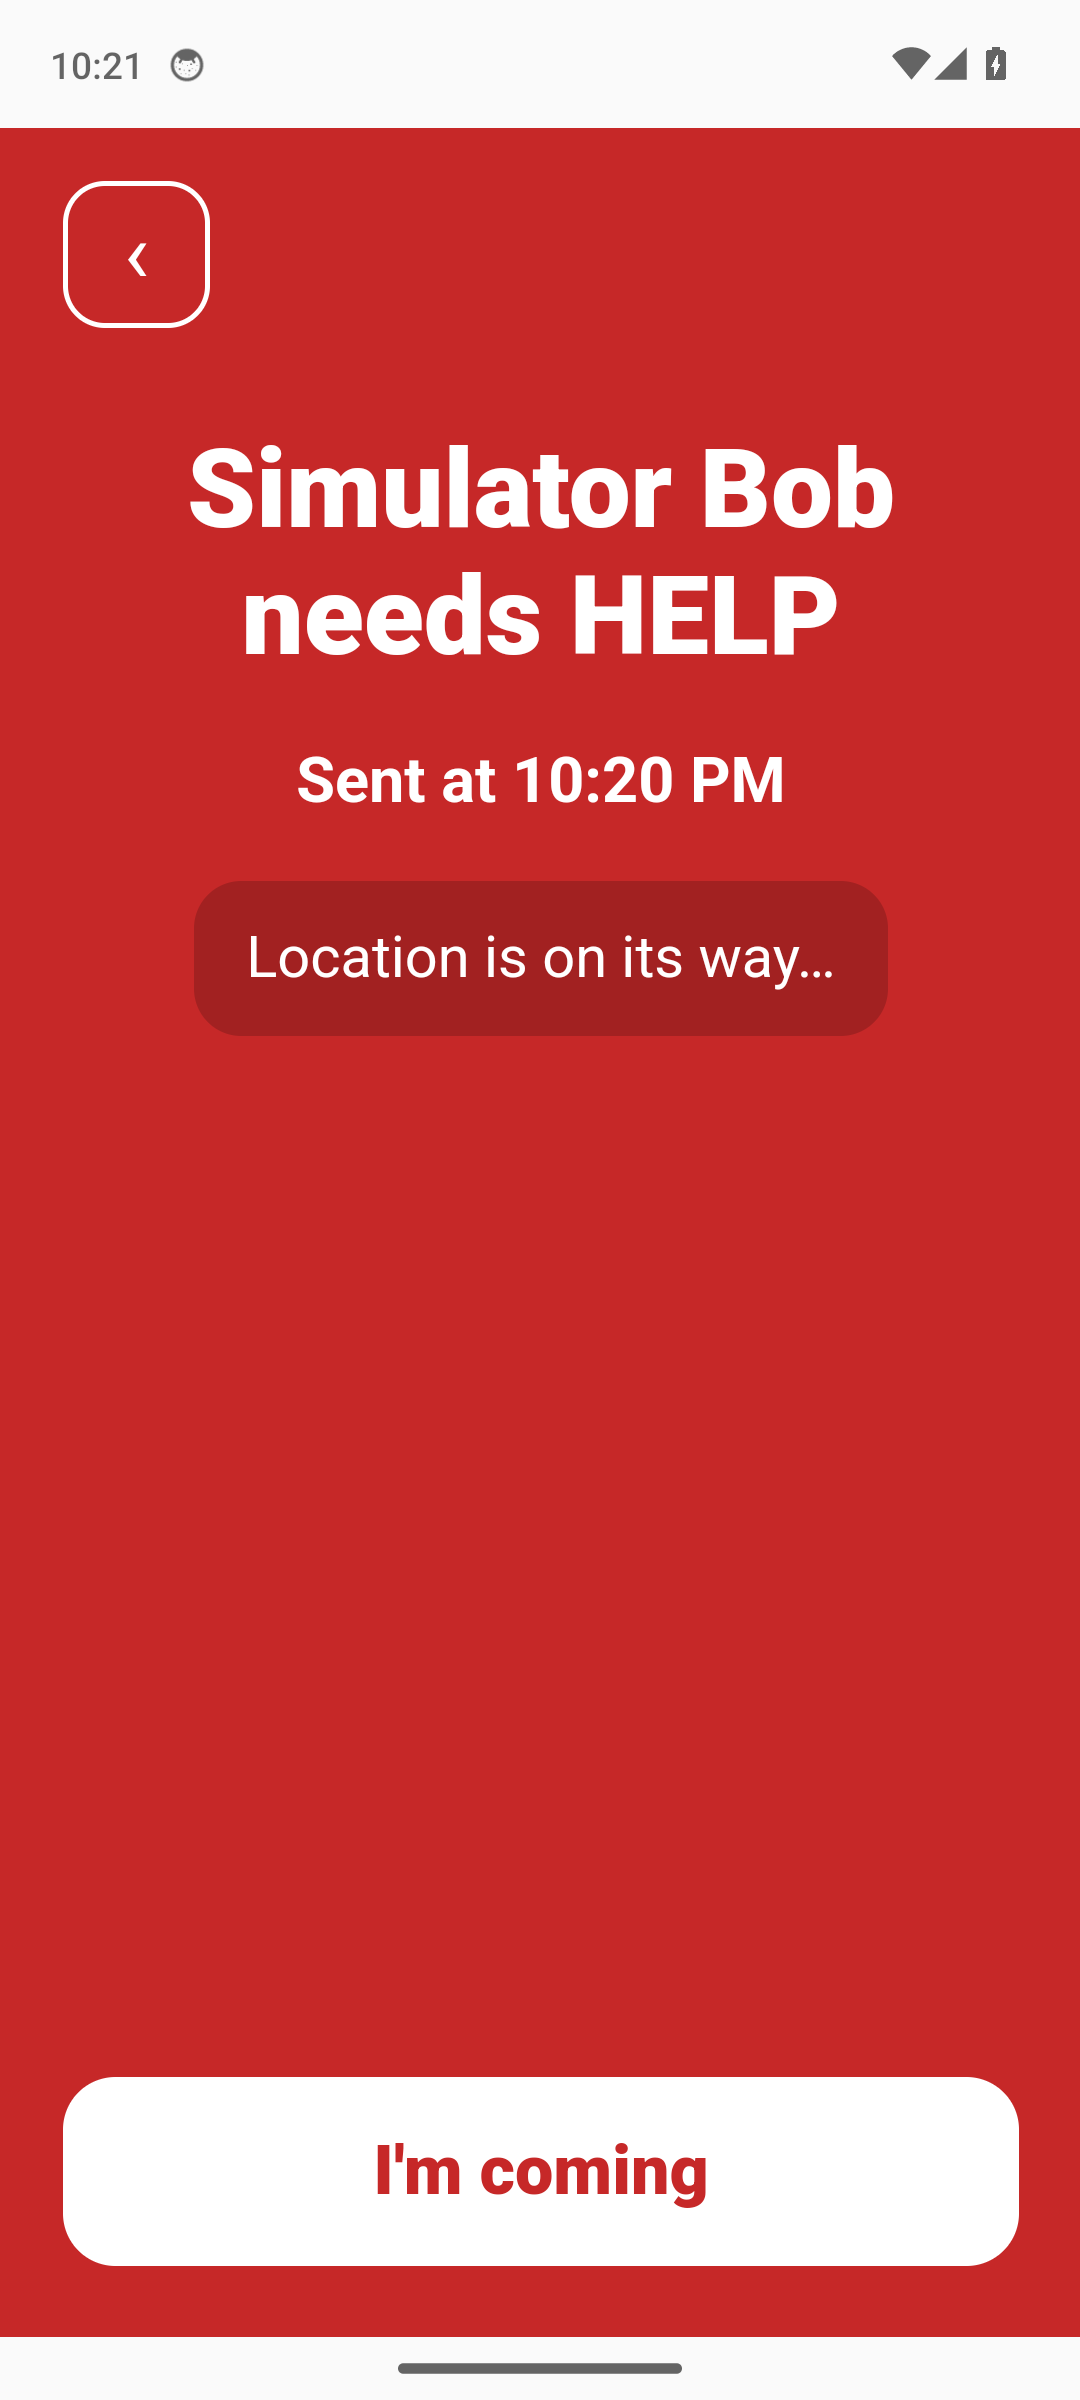 10:21
‹
Simulator Bob
needs HELP
Sent at 10:20 PM
Location is on its way…
I'm coming